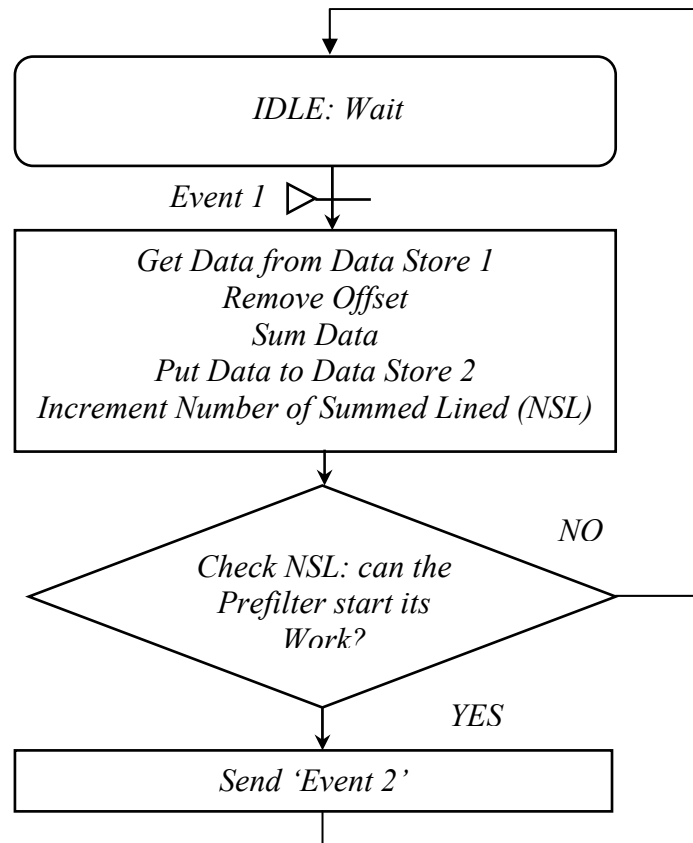 IDLE: Wait
Event 1
Get Data from Data Store 1
Remove Offset
Sum Data
Put Data to Data Store 2
Increment Number of Summed Lined (NSL)
NO
Check NSL: can the
Prefilter start its
Work?
YES
Send ‘Event 2’